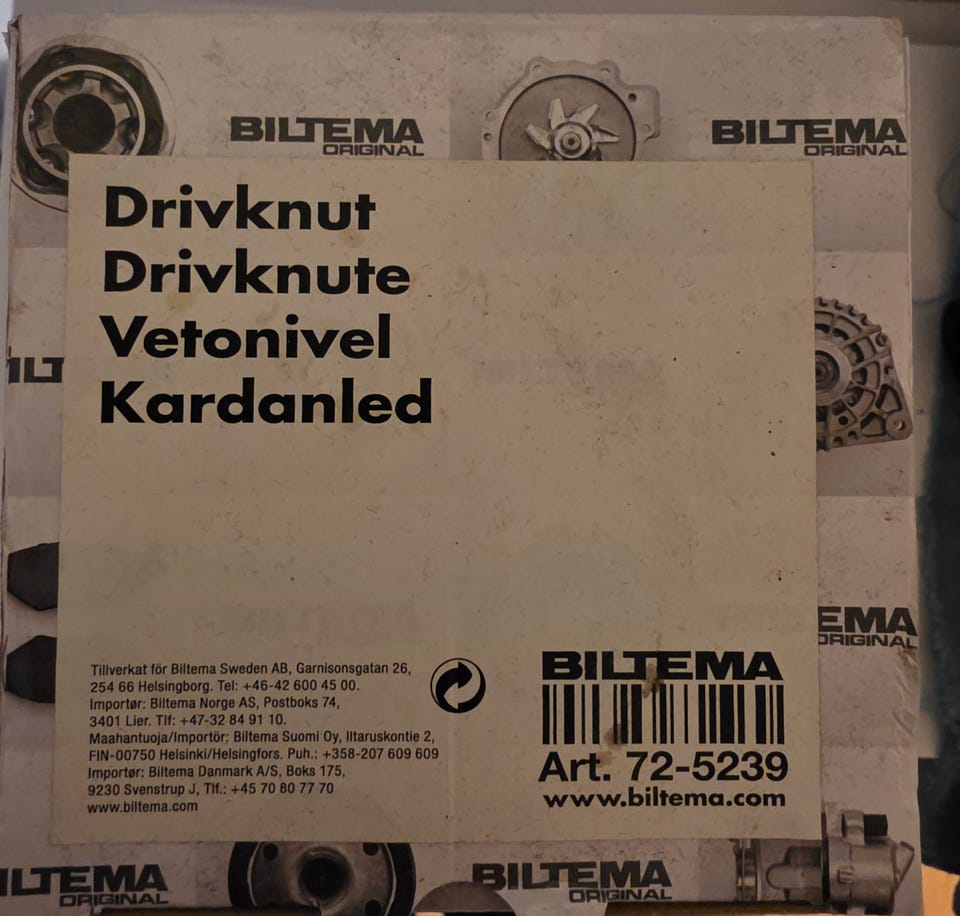 BILTEMA
ORIGINAL
BILTEMA
ORIGINAL
Drivknut
Drivknute
Vetonivel
Kardanled
Tillverkat för Biltema Sweden AB, Garnisonsgatan 26,
254 66 Helsingborg. Tel: +46-42 600 45 00.
Importør: Biltema Norge AS, Postboks 74,
3401 Lier. Tlf: +47-32 84 91 10.
Maahantuoja/Importör: Biltema Suomi Oy, Iltaruskontie 2,
FIN-00750 Helsinki/Helsingfors. Puh.: +358-207 609 609
Importør: Biltema Danmark A/S, Boks 175,
9230 Svenstrup J, Tlf.: +45 70 80 77 70
www.biltema.com
BILTEMA
Art. 72-5239
www.biltema.com
EMA
ORIGINAL
ILTEMA
ORIGINAL
BILTEMA
ORIGINAL